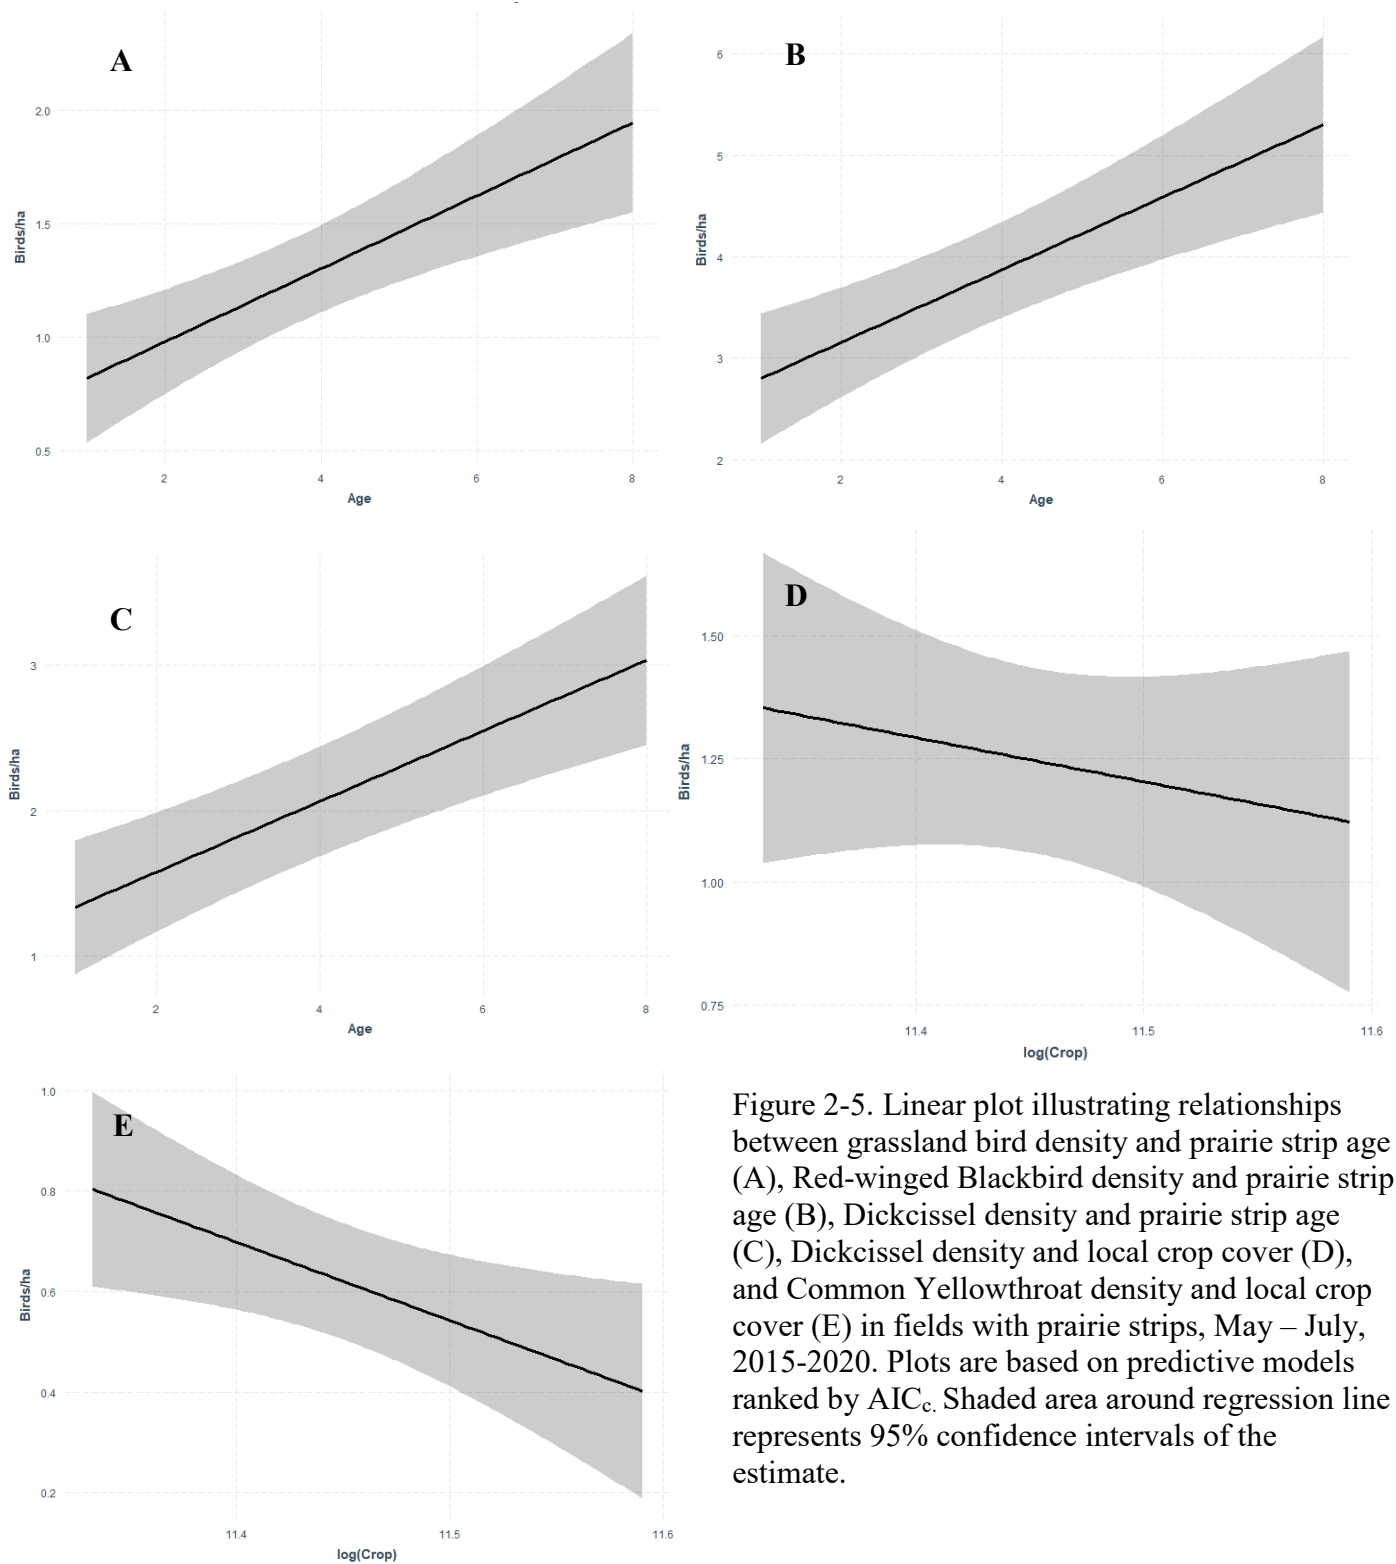 A
2.0
1.5
1.0
0.5
Birds/ha
2
4
6
8
Age
B
6
5
4
3
2
Birds/ha
2
4
6
8
Age
C
3
2
1
Birds/ha
2
4
6
8
Age
D
1.50
1.25
1.00
0.75
Birds/ha
11.4
11.5
11.6
log(Crop)
E
1.0
0.8
0.6
0.4
0.2
Birds/ha
11.4
11.5
11.6
log(Crop)
Figure 2-5. Linear plot illustrating relationships
between grassland bird density and prairie strip age
(A), Red-winged Blackbird density and prairie strip
age (B), Dickcissel density and prairie strip age
(C), Dickcissel density and local crop cover (D),
and Common Yellowthroat density and local crop
cover (E) in fields with prairie strips, May – July,
2015-2020. Plots are based on predictive models
ranked by AICc. Shaded area around regression line
represents 95% confidence intervals of the
estimate.